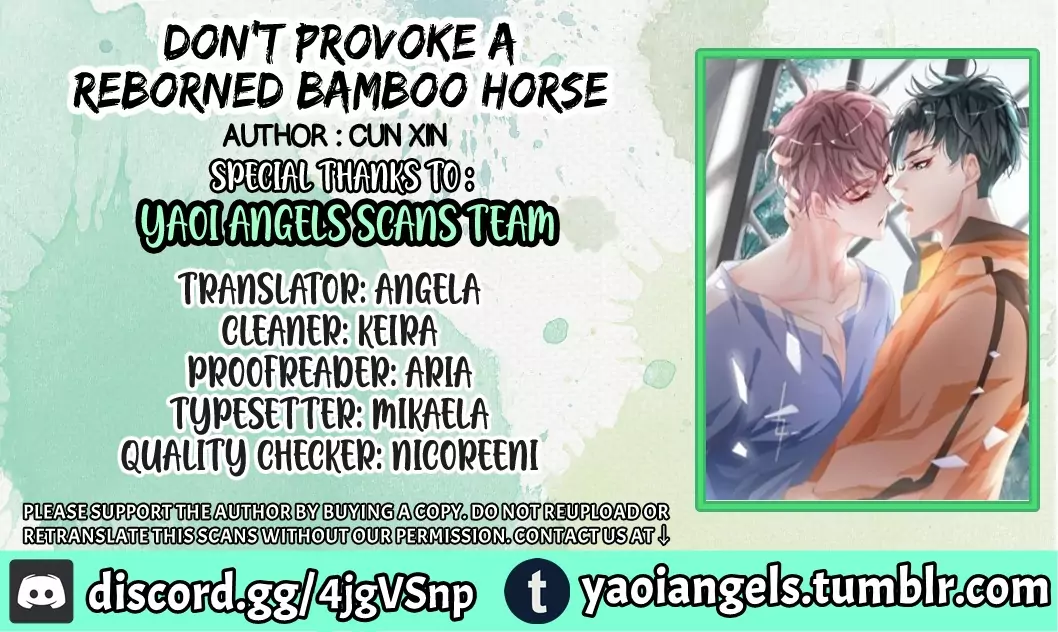 DON'T PROVOKE A
REBORNED BAMBOO HORSE
AUTHOR : CUN XIN
SPECIAL THANKS TO :
YAOI ANGELS SCANS TEAM
TRANSLATOR: ANGELA
CLEANER: KEIRA
PROOFREADER: ARIA
TYPESETTER: MIKAELA
QUALITY CHECKER: NICOREENI
PLEASE SUPPORT THE AUTHOR BY BUYING A COPY. DO NOT REUPLOAD OR
RETRANSLATE THIS SCANS WITHOUT OUR PERMISSION. CONTACT US AT ↓
discord.gg/4jgVSnp
t yaoiangels.tumblr.com